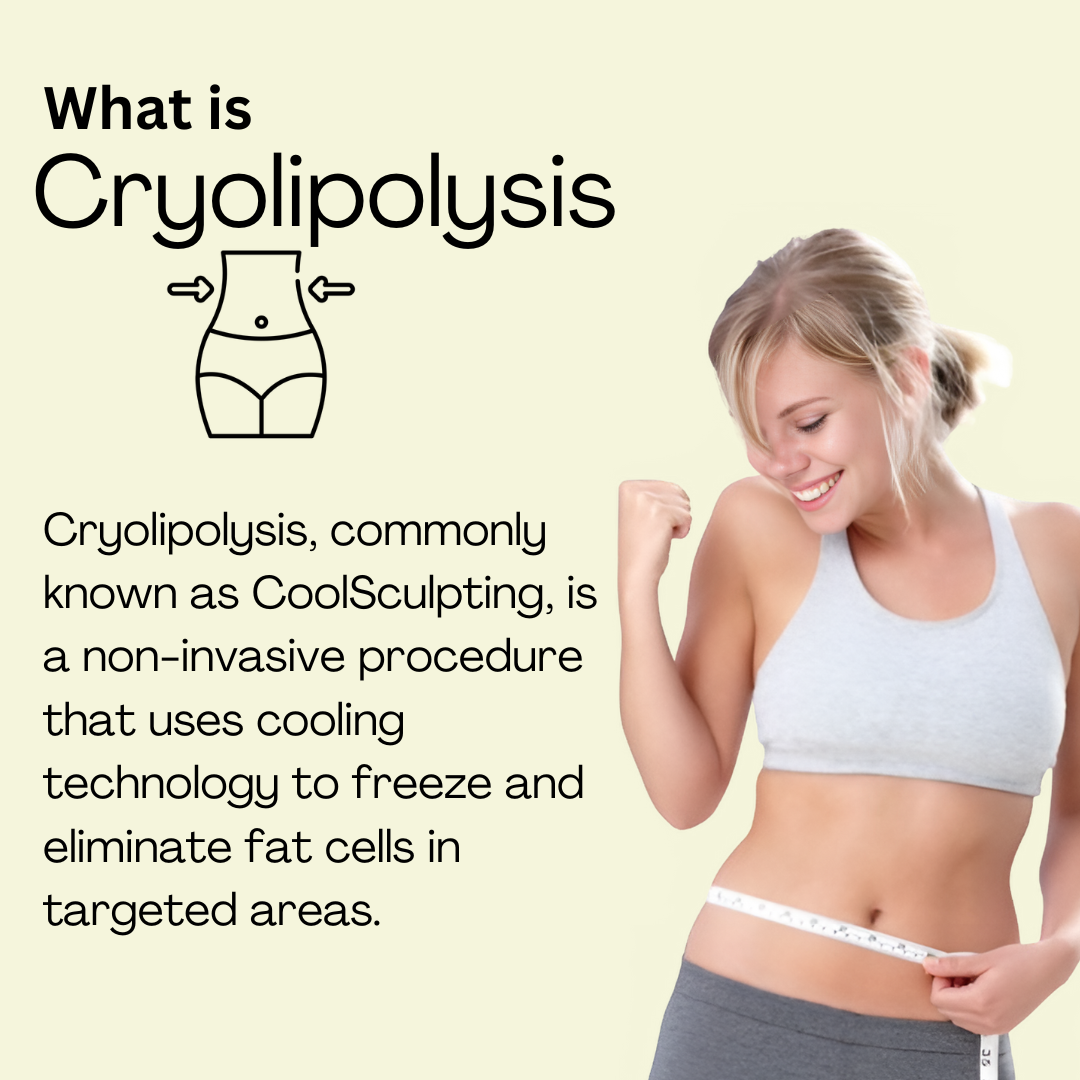 What is
Cryolipolysis
Cryolipolysis, commonly
known as CoolSculpting, is
a non-invasive procedure
that uses cooling
technology to freeze and
eliminate fat cells in
targeted areas.